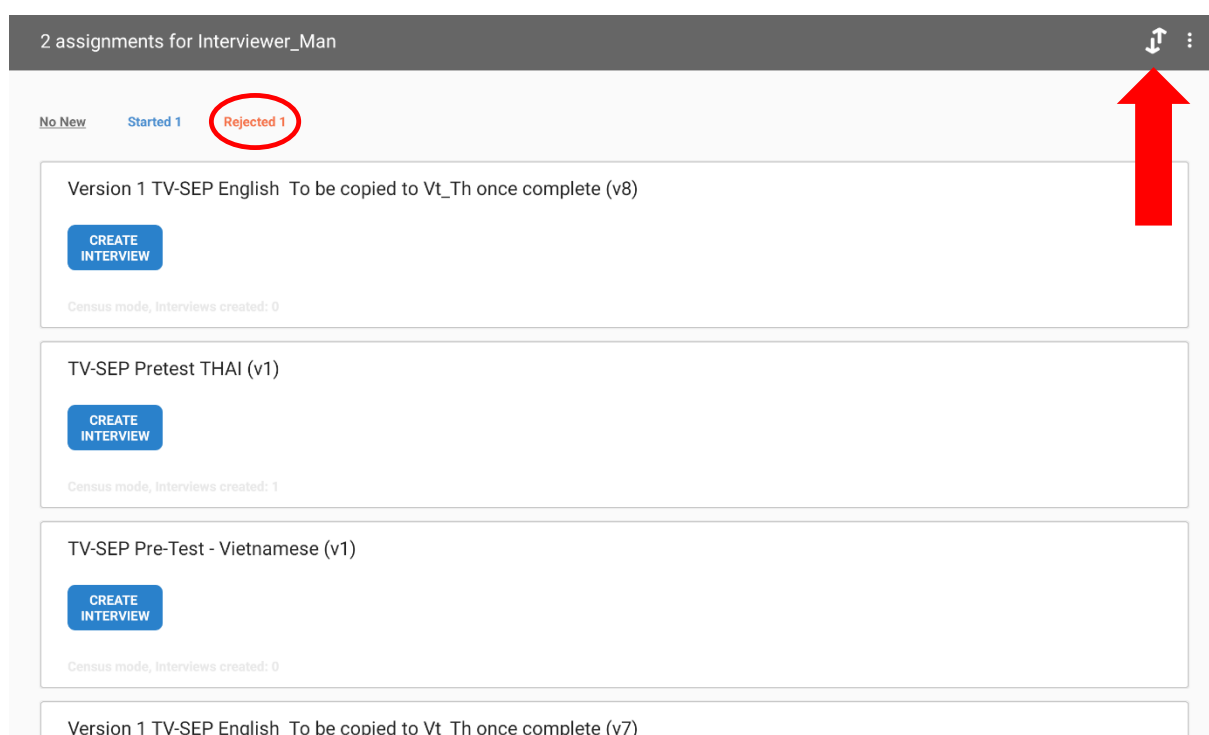 2 assignments for Interviewer_Man
No New Started 1 Rejected 1
Version 1 TV-SEP English To be copied to Vt_Th once complete (v8)
CREATE
INTERVIEW
Census mode, Interviews created: 0
TV-SEP Pretest THAI (v1)
CREATE
INTERVIEW
Census mode, Interviews created: 1
TV-SEP Pre-Test - Vietnamese (v1)
CREATE
INTERVIEW
Census mode, Interviews created: 0
Version 1 TV-SEP English To be copied to Vt_Th once complete (v7)